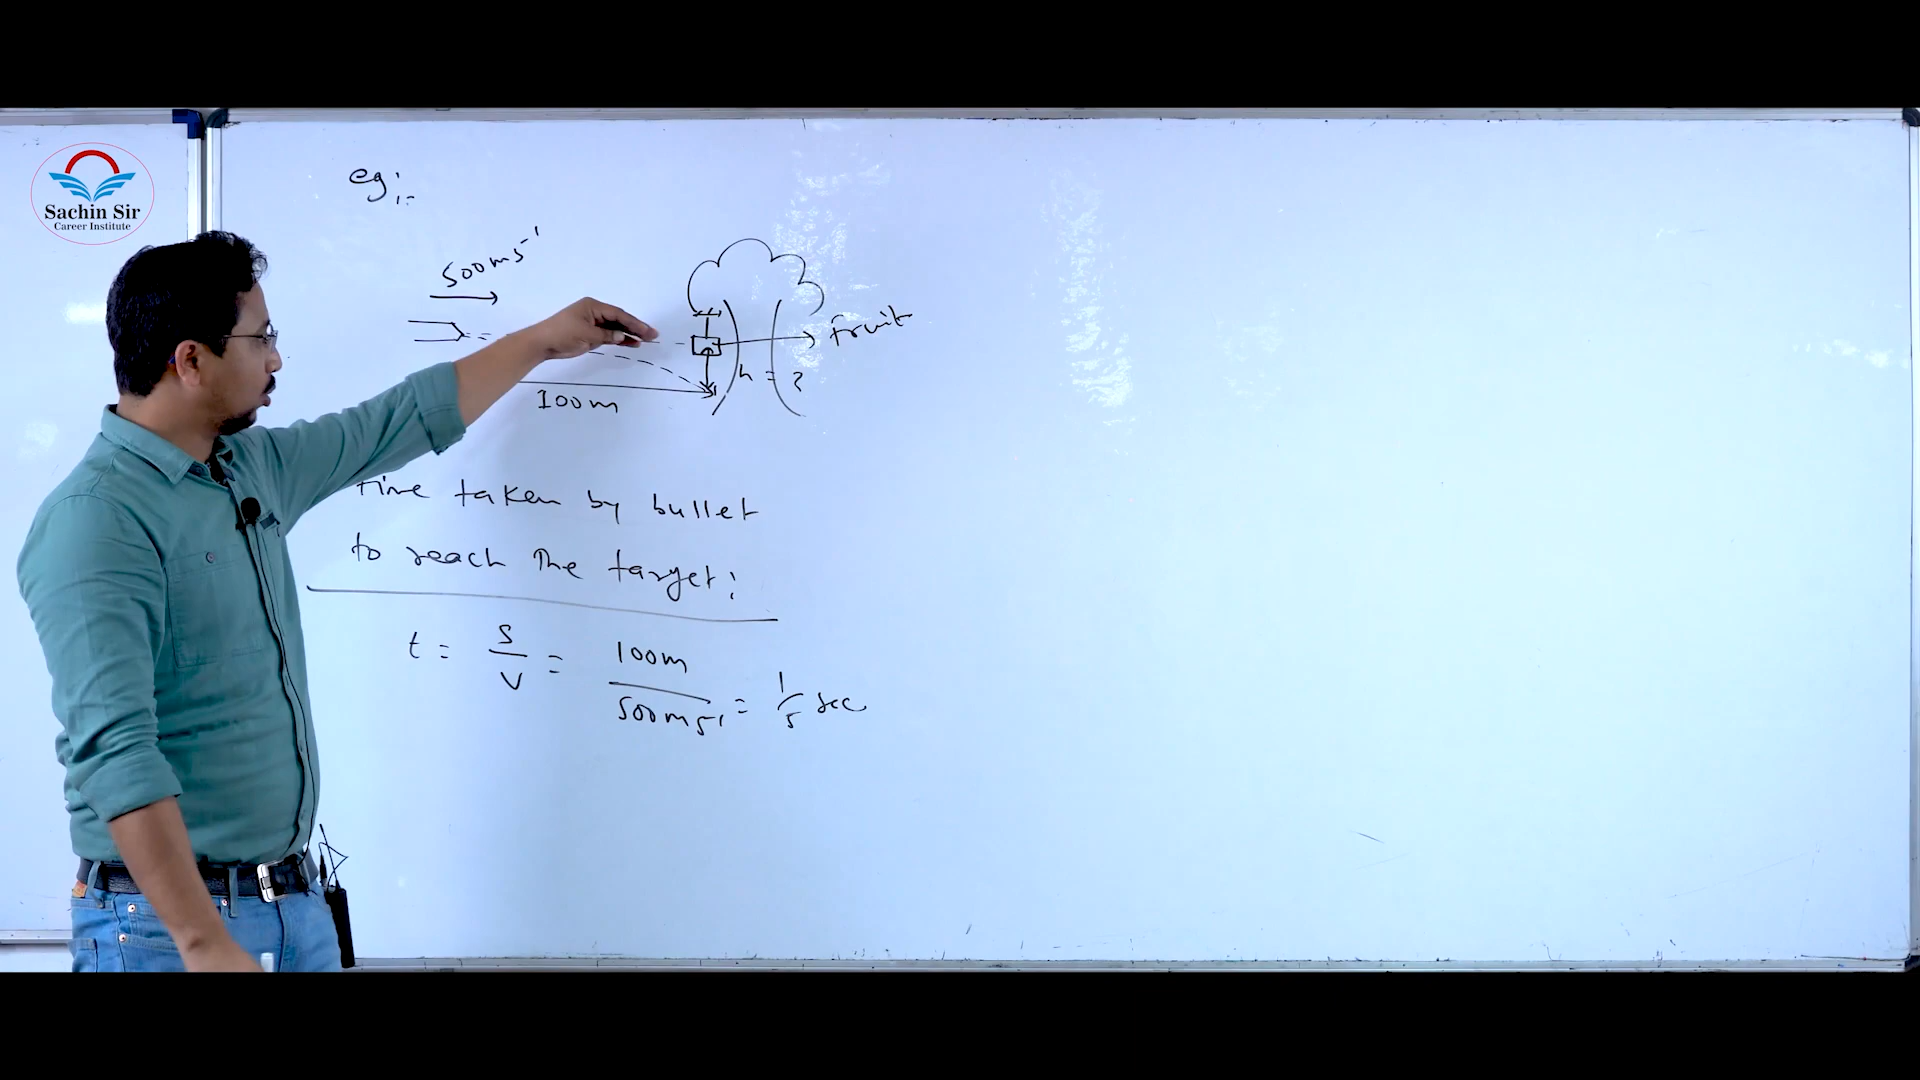 Sachin Sir
Career Institute
eg:-
500ms⁻¹
fruit
h = ?
100m
time taken by bullet
to reach the target:
t = s/v = 100m/500ms⁻¹ = 1/5 sec